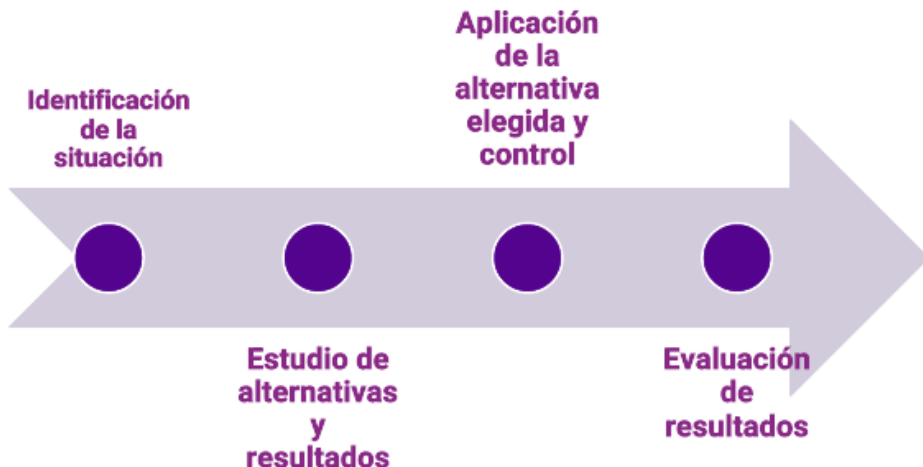 Identificación
de la
situación
Estudio de
alternativas
y
resultados
Aplicación
de la
alternativa
elegida y
control
Evaluación
de
resultados